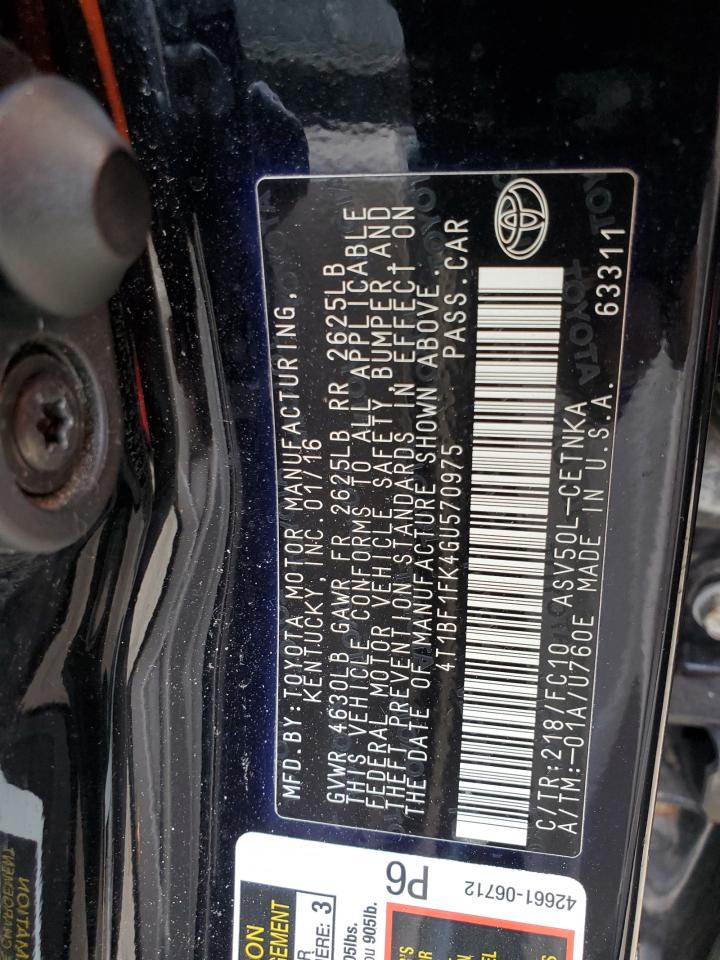 MFD.BY:TOYOTA MOTOR MANUFACTURING,
KENTUCKY, INC. 01/16
GVWR 4630LB GAWR FR 2625LB RR 2625LB
THIS VEHICLE CONFORMS TO ALL APPLICABLE
FEDERAL MOTOR VEHICLE SAFETY, BUMPER, AND
THEFT PREVENTION STANDARDS IN EFFECT ON
THE DATE OF MANUFACTURE SHOWN ABOVE.
4T1BF1FK4GU570975 PASS.CAR
C/TR:218/FC10 ASV50L-CETNKA
A/TM:-01A/U760E MADE IN U.S.A. 63311
TOYOTA
P6
42661-06712